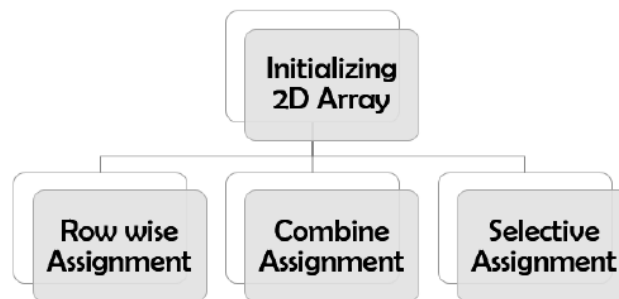 Initializing
2D Array
Row wise
Assignment
Combine
Assignment
Selective
Assignment